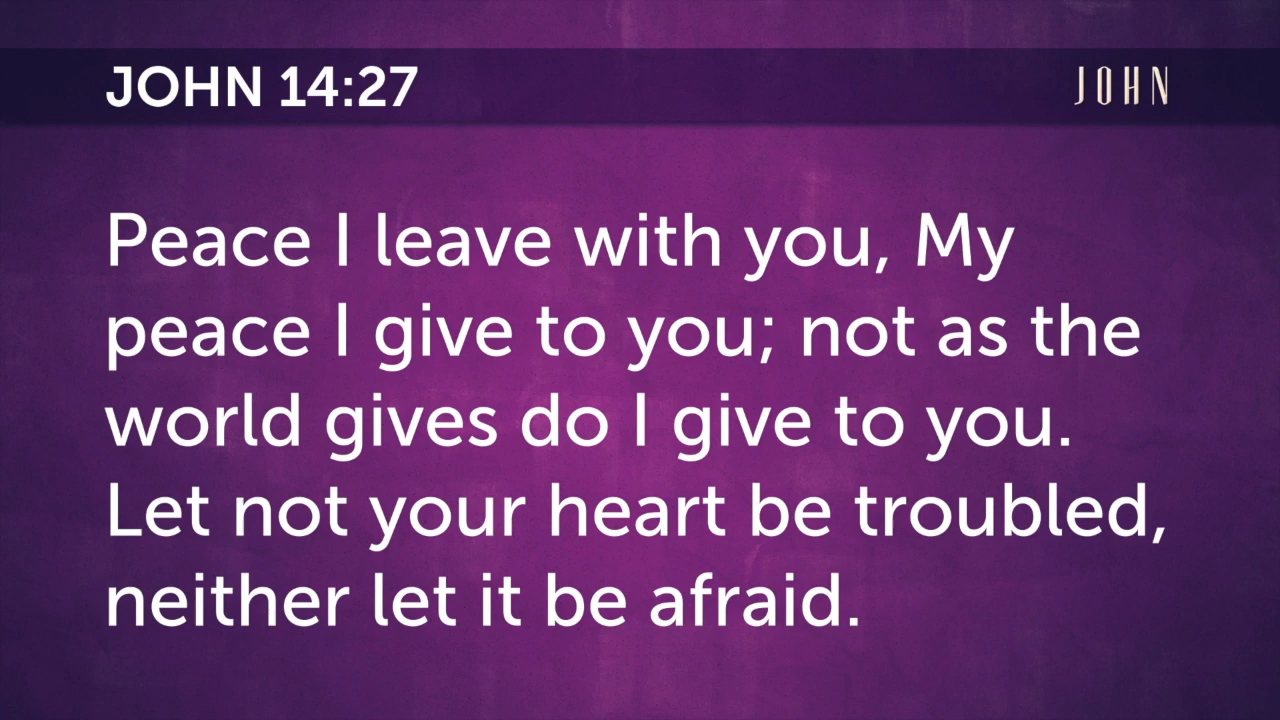 JOHN 14:27
JOHN
Peace I leave with you, My
peace I give to you; not as the
world gives do I give to you.
Let not your heart be troubled,
neither let it be afraid.